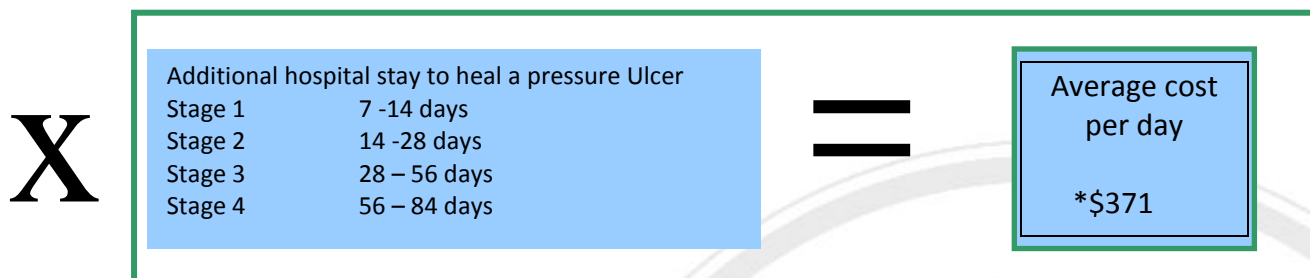 X
Additional hospital stay to heal a pressure Ulcer
Stage 1 7 -14 days
Stage 2 14 -28 days
Stage 3 28 – 56 days
Stage 4 56 – 84 days
=
Average cost
per day
*$371